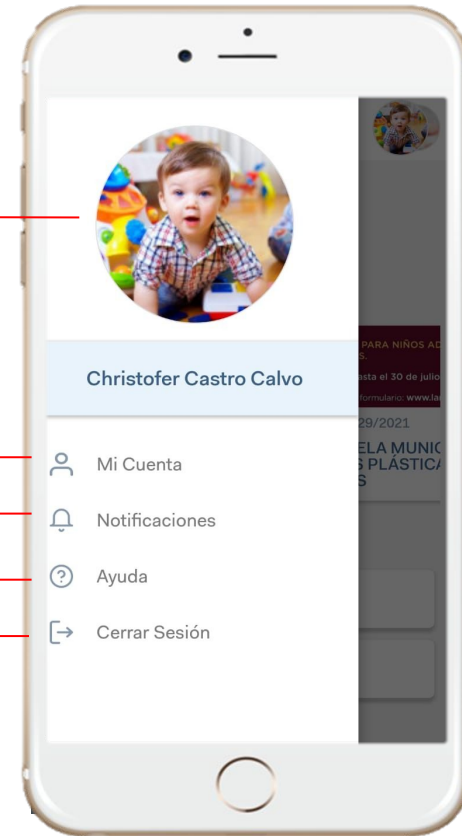 Christofer Castro Calvo
Mi Cuenta
Notificaciones
Ayuda
Cerrar Sesión
PARA NIÑOS AD
S.
asta el 30 de julio
formulario: www.la
29/2021
ELA MUNIC
S PLÁSTICA
S